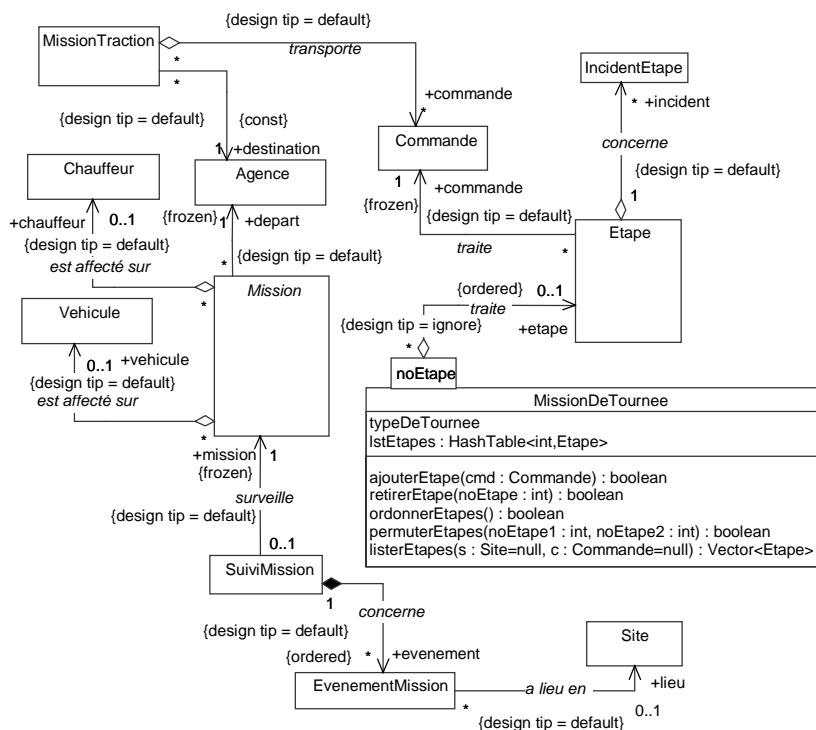 {design tip = default}
MissionTraction
transporte
*
*
IncidentEtape
+commande
*
* +incident
{design tip = default}
{const}
concerne
1 +destination
Commande
Chauffeur
Agence
{design tip = default}
1 +commande
1
{frozen}
{frozen} 1 +depart
0..1
+chauffeur
{design tip = default}
Etape
{design tip = default}
{design tip = default}
traite
*
est affecté sur
*
*
Mission
{ordered} 0..1
traite
Vehicule
{design tip = ignore} +etape
0..1 +vehicule
*
noEtape
{design tip = default}
est affecté sur
MissionDeTournee
typeDeTournee
lstEtapes : HashTable<int,Etape>
*
+mission 1
{frozen}
ajouterEtape(cmd : Commande) : boolean
retirerEtape(noEtape : int) : boolean
ordonnerEtapes() : boolean
permuterEtapes(noEtape1 : int, noEtape2 : int) : boolean
listerEtapes(s : Site=null, c : Commande=null) : Vector<Etape>
surveille
{design tip = default}
0..1
SuiviMission
1
concerne
{design tip = default}
Site
{ordered} * +evenement
EvenementMission
a lieu en
+lieu
*
0..1
{design tip = default}